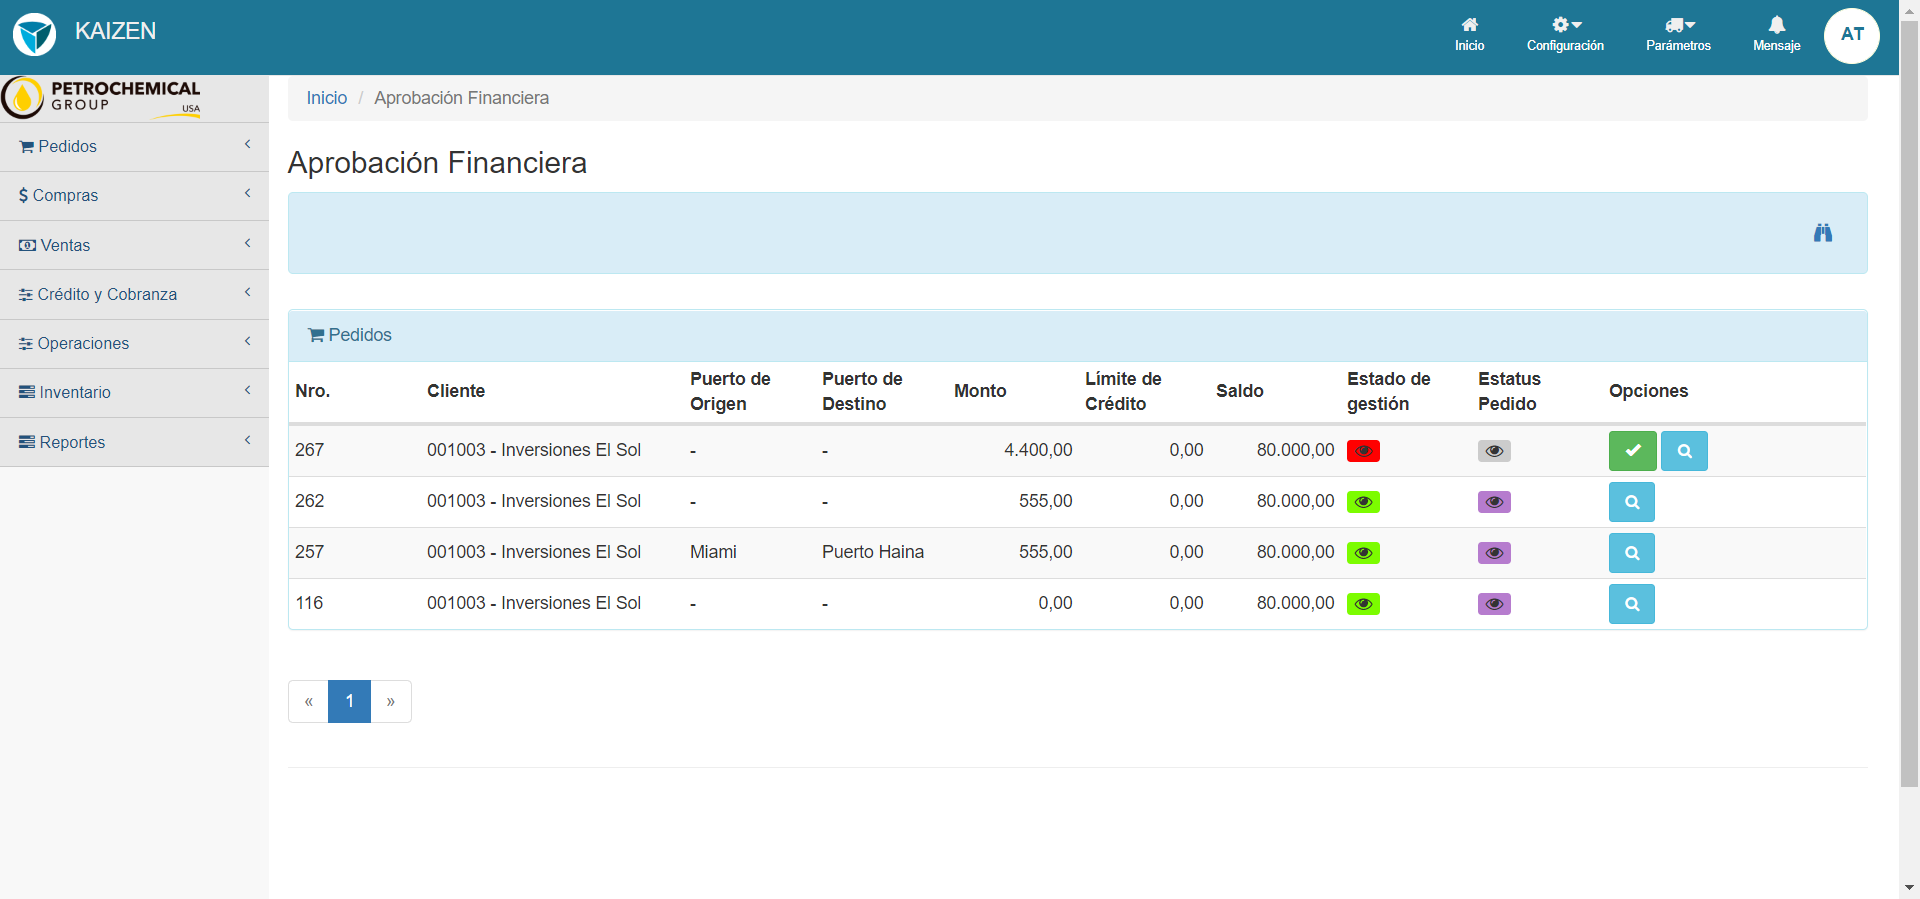 KAIZEN
Inicio
Configuración
Parámetros
Mensaje
AT
PETROCHEMICAL
GROUP
USA
Pedidos
Compras
Ventas
Crédito y Cobranza
Operaciones
Inventario
Reportes
Inicio / Aprobación Financiera
Aprobación Financiera
Pedidos
Nro. Cliente Puerto de Origen Puerto de Destino Monto Límite de Crédito Saldo Estado de gestión Estatus Pedido Opciones
267 001003 - Inversiones El Sol - - 4.400,00 0,00 80.000,00
262 001003 - Inversiones El Sol - - 555,00 0,00 80.000,00
257 001003 - Inversiones El Sol Miami Puerto Haina 555,00 0,00 80.000,00
116 001003 - Inversiones El Sol - - 0,00 0,00 80.000,00
« 1 »